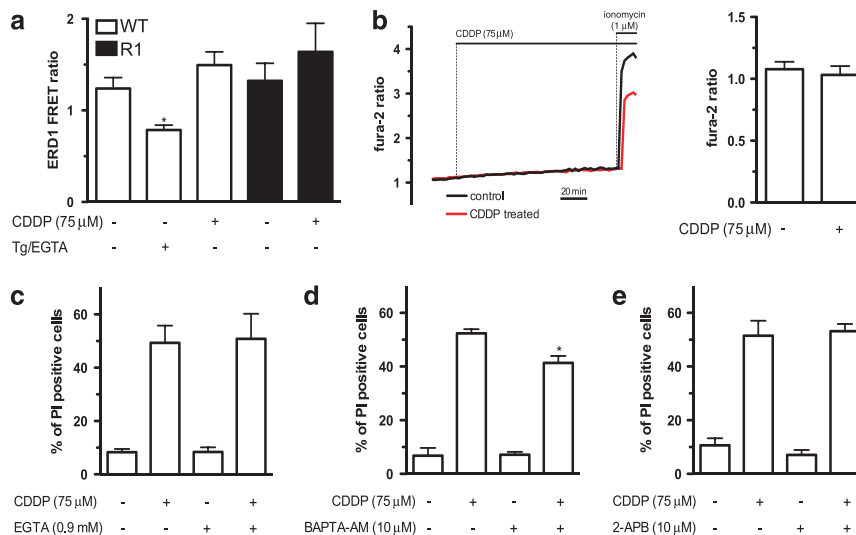 a
WT
R1
ERD1 FRET ratio
2
1
0
*
CDDP (75 μM) - - + - +
Tg/EGTA +
b
fura-2 ratio
4
3
2
1
CDDP (75 μM)
ionomycin
(1 μM)
control
CDDP treated
20 min
fura-2 ratio
1.5
1.0
0.5
0.0
CDDP (75 μM) - +
c
% of PI positive cells
60
40
20
0
CDDP (75 μM) - + - +
EGTA (0.9 mM) - - + +
d
% of PI positive cells
60
40
20
0
*
CDDP (75 μM) - + - +
BAPTA-AM (10 μM) - - + +
e
% of PI positive cells
60
40
20
0
CDDP (75 μM) - + - +
2-APB (10 μM) - - + +